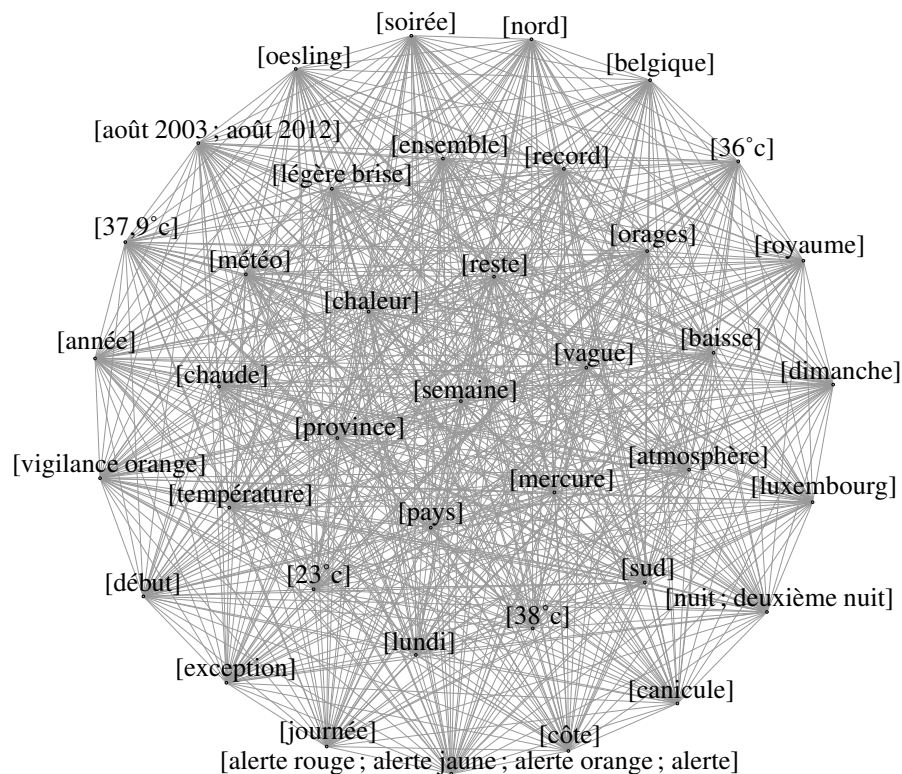 [soirée]
[nord]
[oesling]
[belgique]
[août 2003 ; août 2012]
[ensemble]
[record]
[36°c]
[légère brise]
[37,9°c]
[orages]
[royaume]
[météo]
[reste]
[chaleur]
[année]
[vague]
[baisse]
[chaude]
[semaine]
[dimanche]
[province]
[vigilance orange]
[atmosphère]
[température]
[mercure]
[luxembourg]
[pays]
[début]
[23°c]
[sud]
[nuit ; deuxième nuit]
[38°c]
[lundi]
[exception]
[canicule]
[journée]
[côte]
[alerte rouge ; alerte jaune ; alerte orange ; alerte]